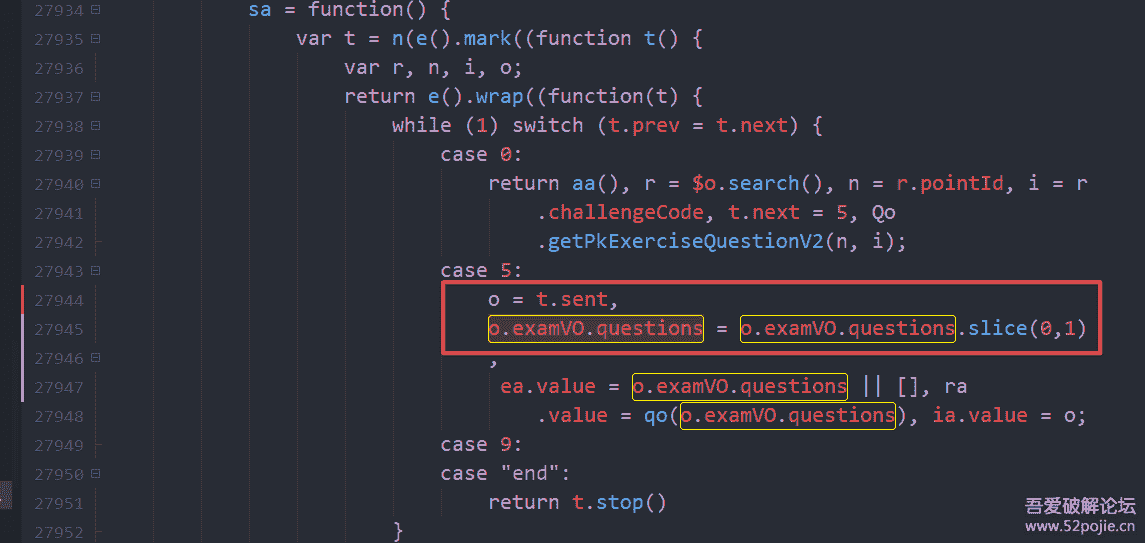 27934 sa = function() {
27935 var t = n(e().mark((function t() {
27936 var r, n, i, o;
27937 return e().wrap((function(t) {
27938 while (1) switch (t.prev = t.next) {
27939 case 0:
27940 return aa(), r = $o.search(), n = r.pointId, i = r
27941 .challengeCode, t.next = 5, Qo
27942 .getPkExerciseQuestionV2(n, i);
27943 case 5:
27944 o = t.sent,
27945 o.examVO.questions = o.examVO.questions.slice(0,1)
27946 ,
27947 ea.value = o.examVO.questions || [], ra
27948 .value = qo(o.examVO.questions), ia.value = o;
27949 case 9:
27950 case "end":
27951 return t.stop()
27952 }
吾爱破解论坛
www.52pojie.cn